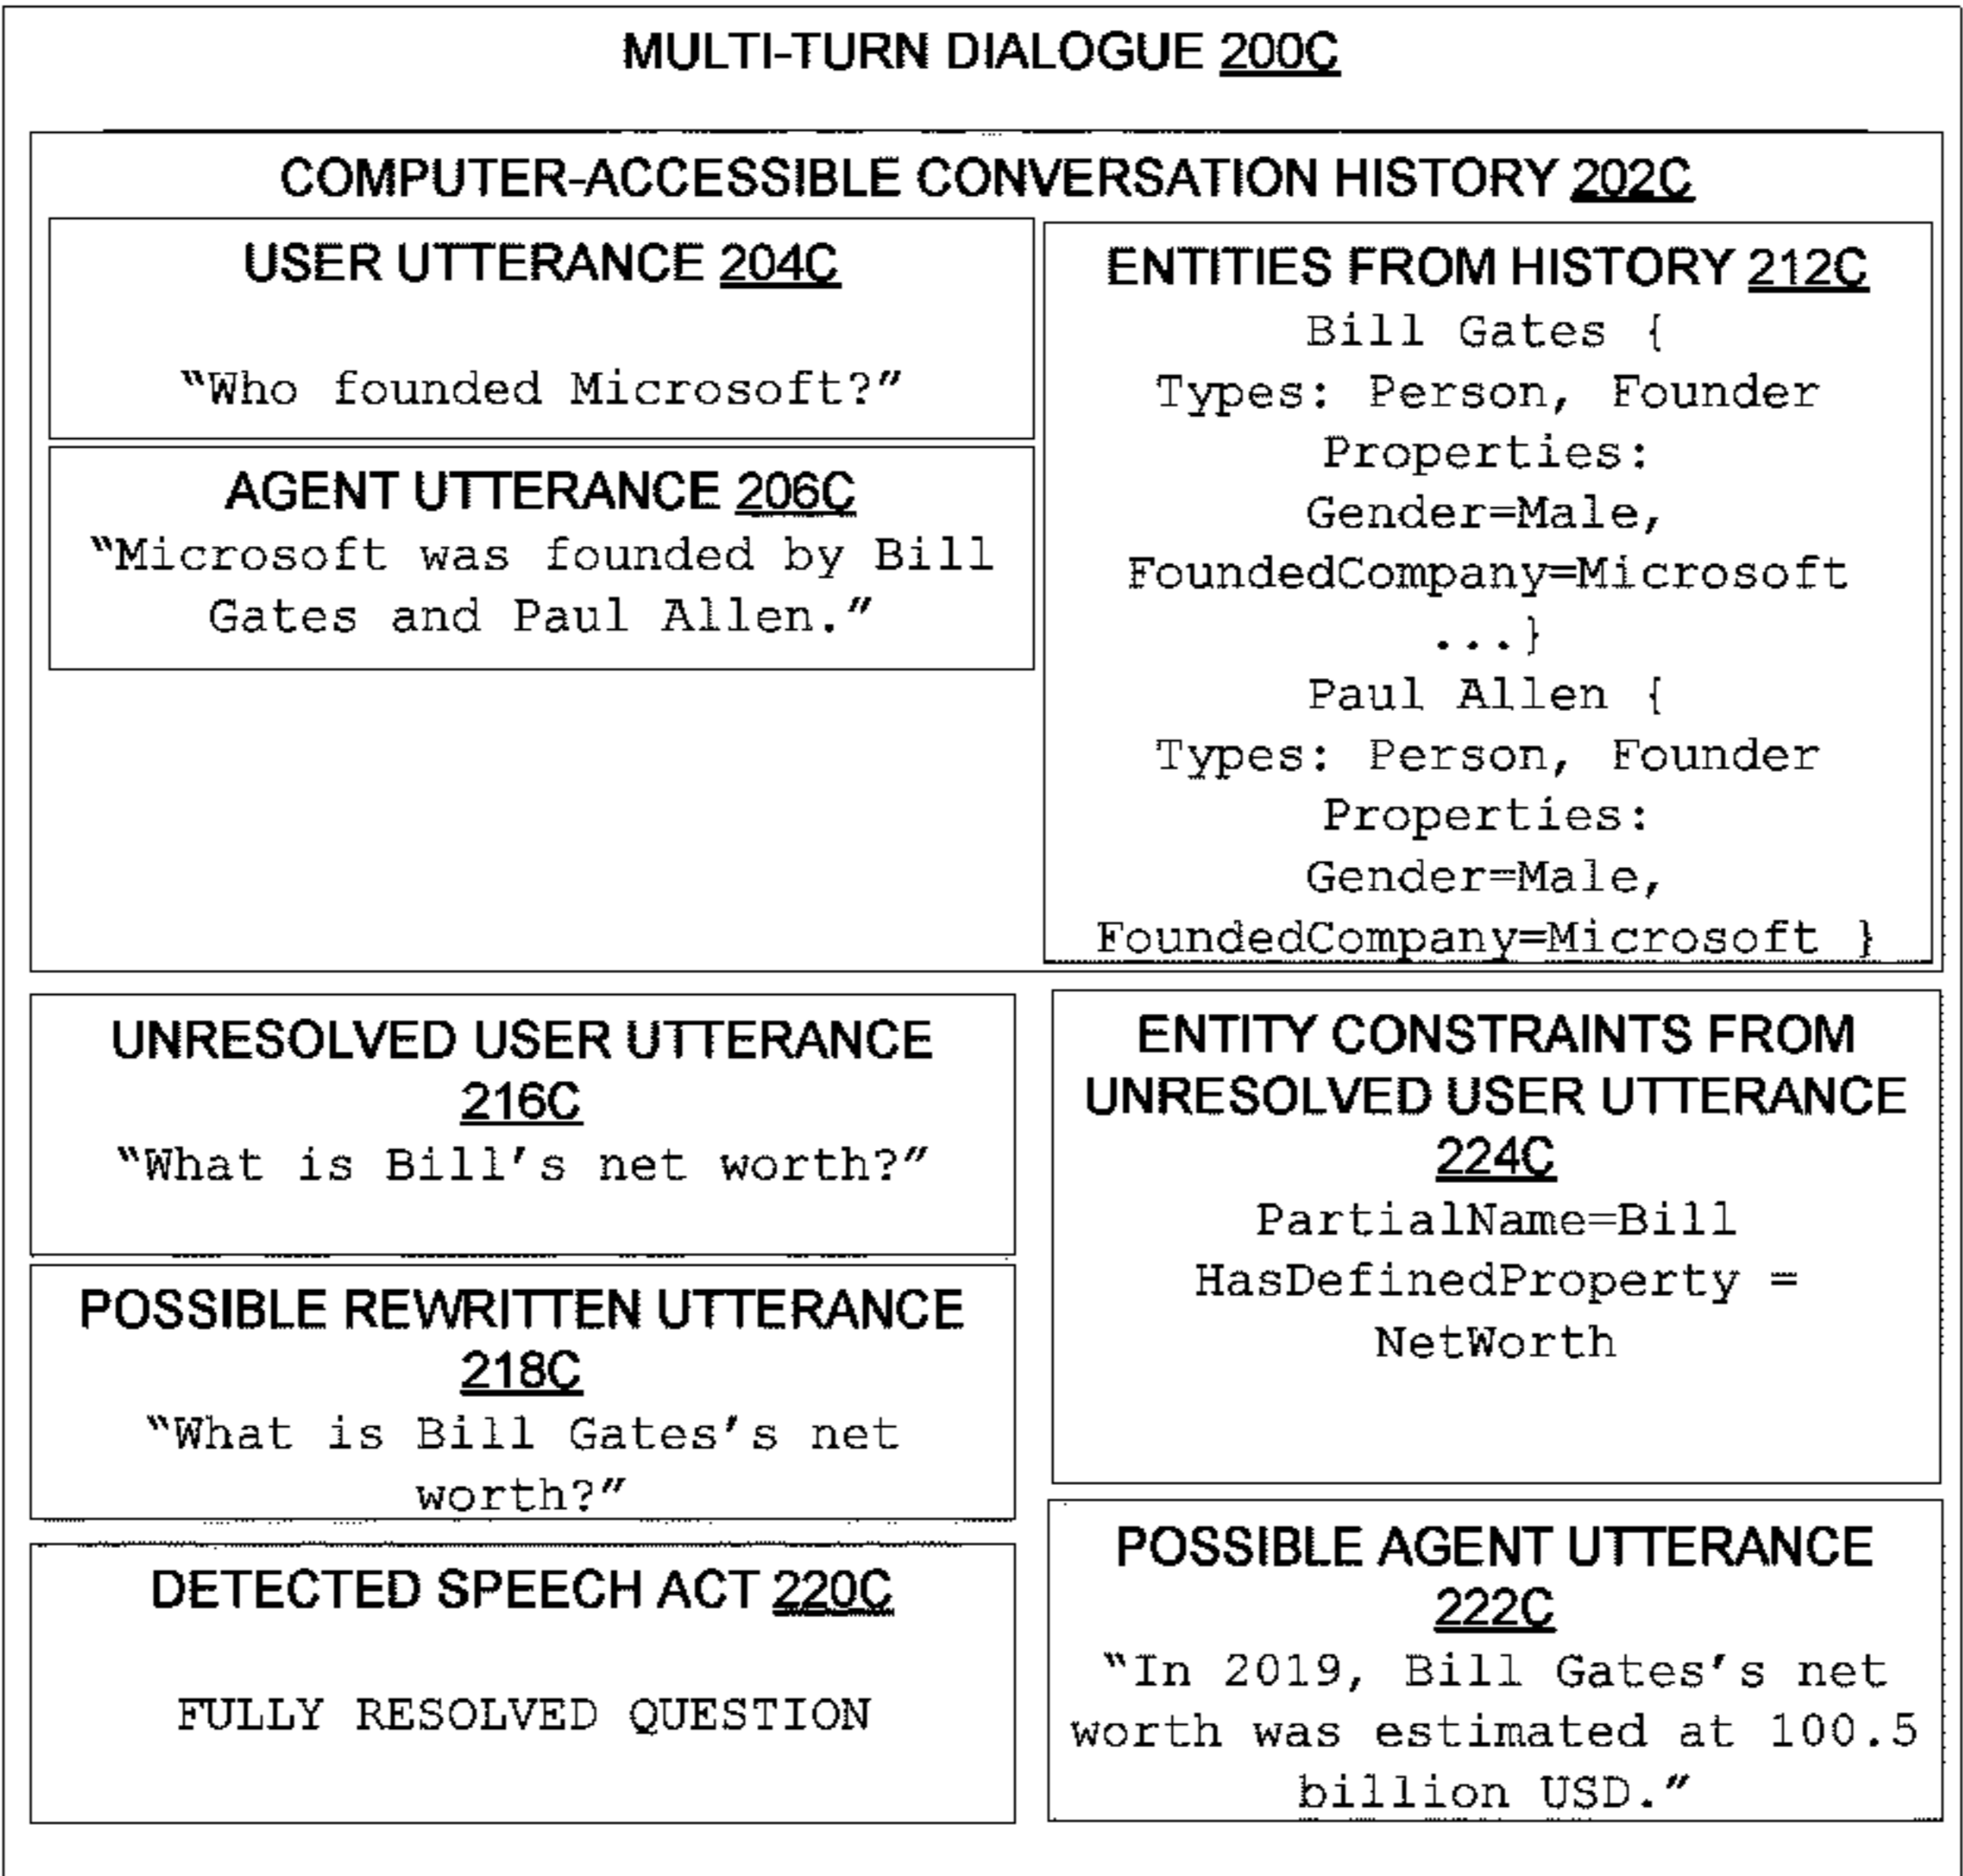 MULTI-TURN DIALOGUE 200C
COMPUTER-ACCESSIBLE CONVERSATION HISTORY 202C
USER UTTERANCE 204C
“Who founded Microsoft?”
AGENT UTTERANCE 206C
“Microsoft was founded by Bill
Gates and Paul Allen.”
ENTITIES FROM HISTORY 212C
Bill Gates {
Types: Person, Founder
Properties:
Gender=Male,
FoundedCompany=Microsoft
...}
Paul Allen {
Types: Person, Founder
Properties:
Gender=Male,
FoundedCompany=Microsoft }
UNRESOLVED USER UTTERANCE
216C
“What is Bill’s net worth?”
POSSIBLE REWRITTEN UTTERANCE
218C
“What is Bill Gates’s net
worth?”
DETECTED SPEECH ACT 220C
FULLY RESOLVED QUESTION
ENTITY CONSTRAINTS FROM
UNRESOLVED USER UTTERANCE
224C
PartialName=Bill
HasDefinedProperty =
NetWorth
POSSIBLE AGENT UTTERANCE
222C
“In 2019, Bill Gates’s net
worth was estimated at 100.5
billion USD.”